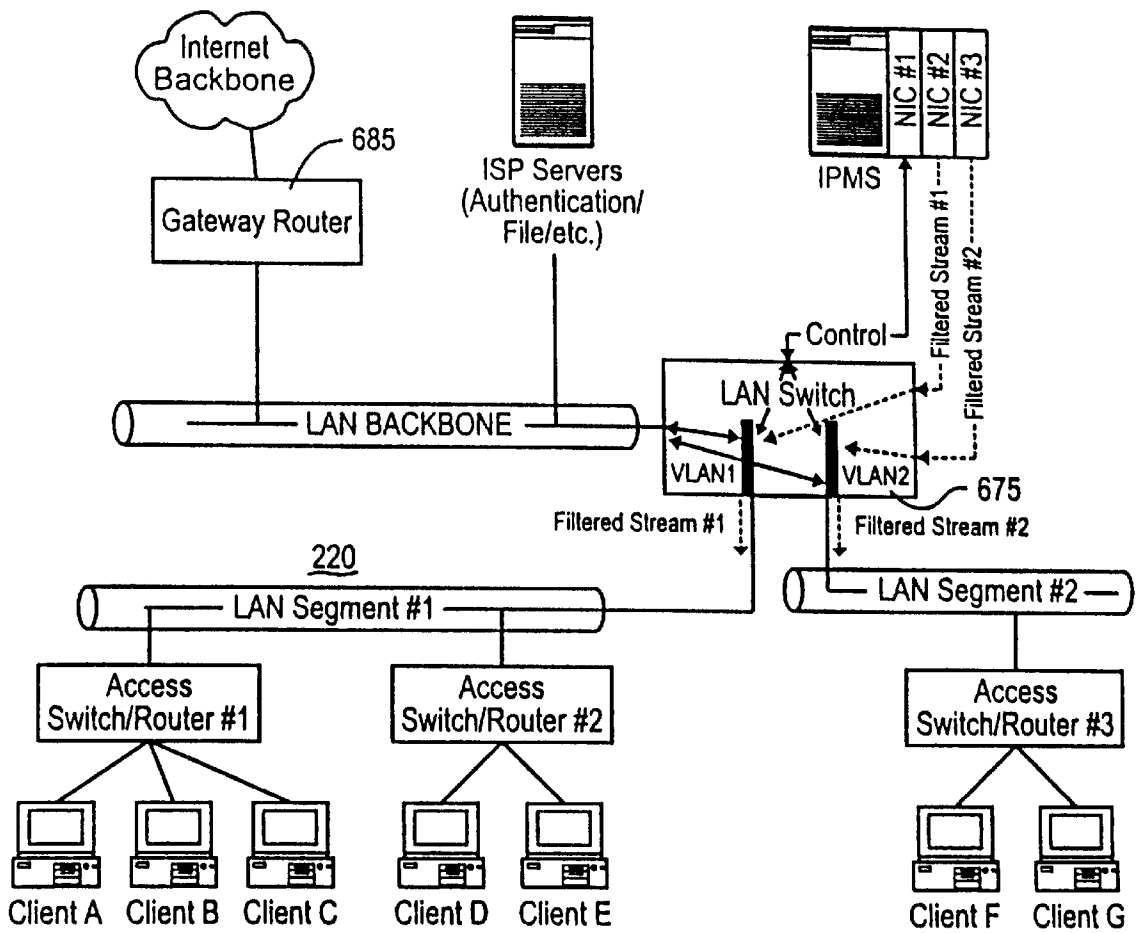 Internet
Backbone
685
Gateway Router
ISP Servers
(Authentication/
File/etc.)
NIC #1
NIC #2
NIC #3
IPMS
Filtered Stream #1
Filtered Stream #2
Control
LAN Switch
LAN BACKBONE
VLAN1
VLAN2
675
Filtered Stream #1
Filtered Stream #2
220
LAN Segment #1
LAN Segment #2
Access
Switch/Router #1
Access
Switch/Router #2
Access
Switch/Router #3
Client A
Client B
Client C
Client D
Client E
Client F
Client G